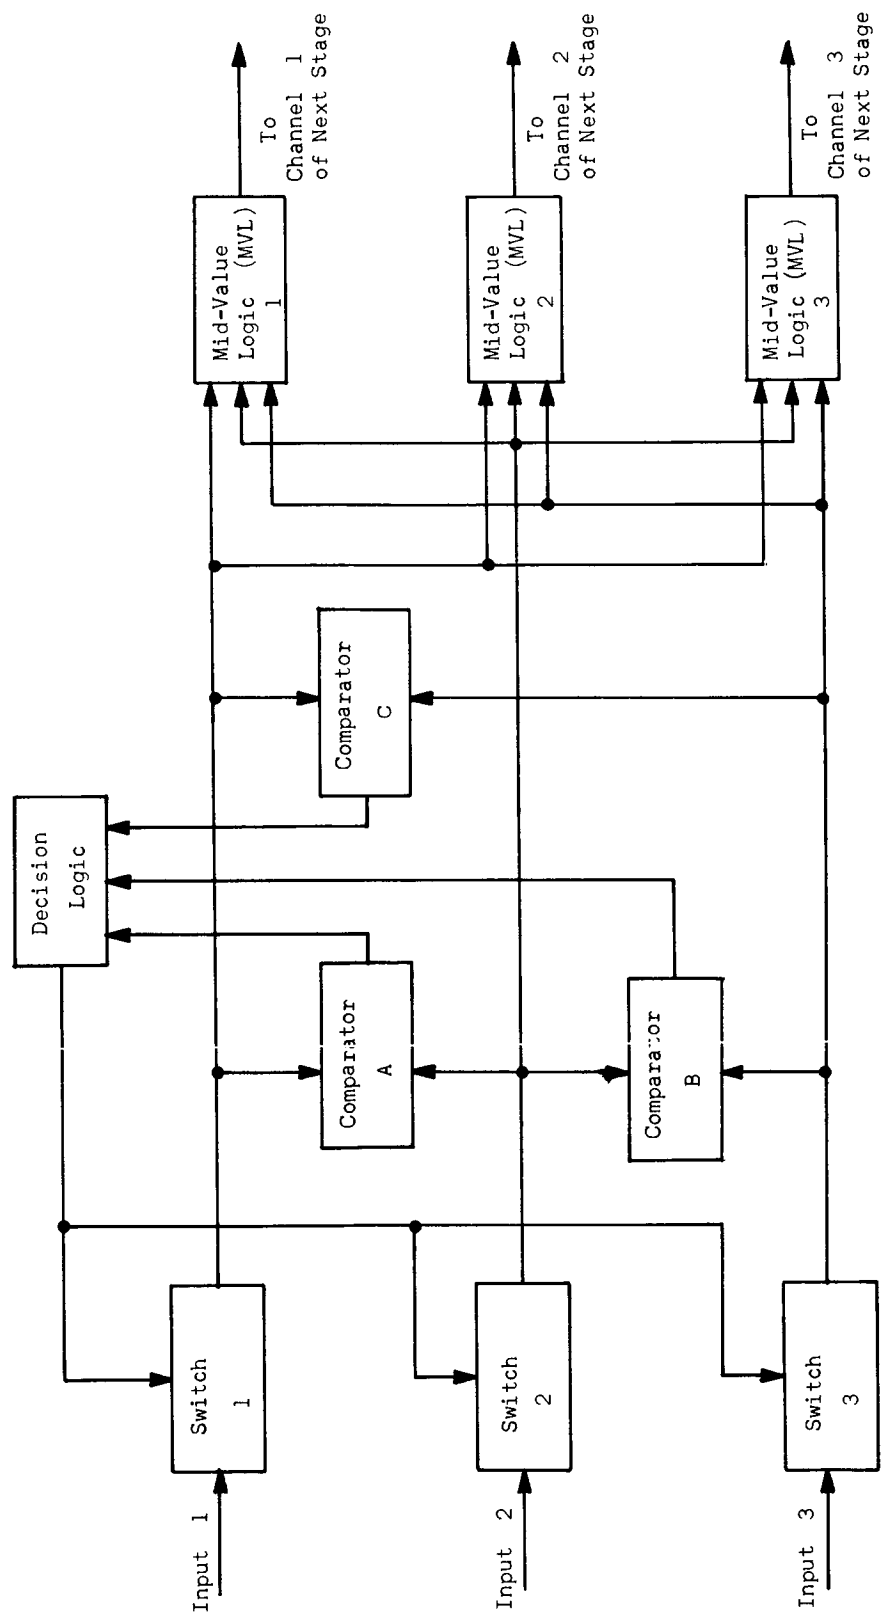 Decision
Logic
Input 1
Switch
1
Comparator
A
Comparator
C
Mid-Value
Logic (MVL)
1
To
Channel 1
of Next Stage
Input 2
Switch
2
Mid-Value
Logic (MVL)
2
To
Channel 2
of Next Stage
Comparator
B
Input 3
Switch
3
Mid-Value
Logic (MVL)
3
To
Channel 3
of Next Stage